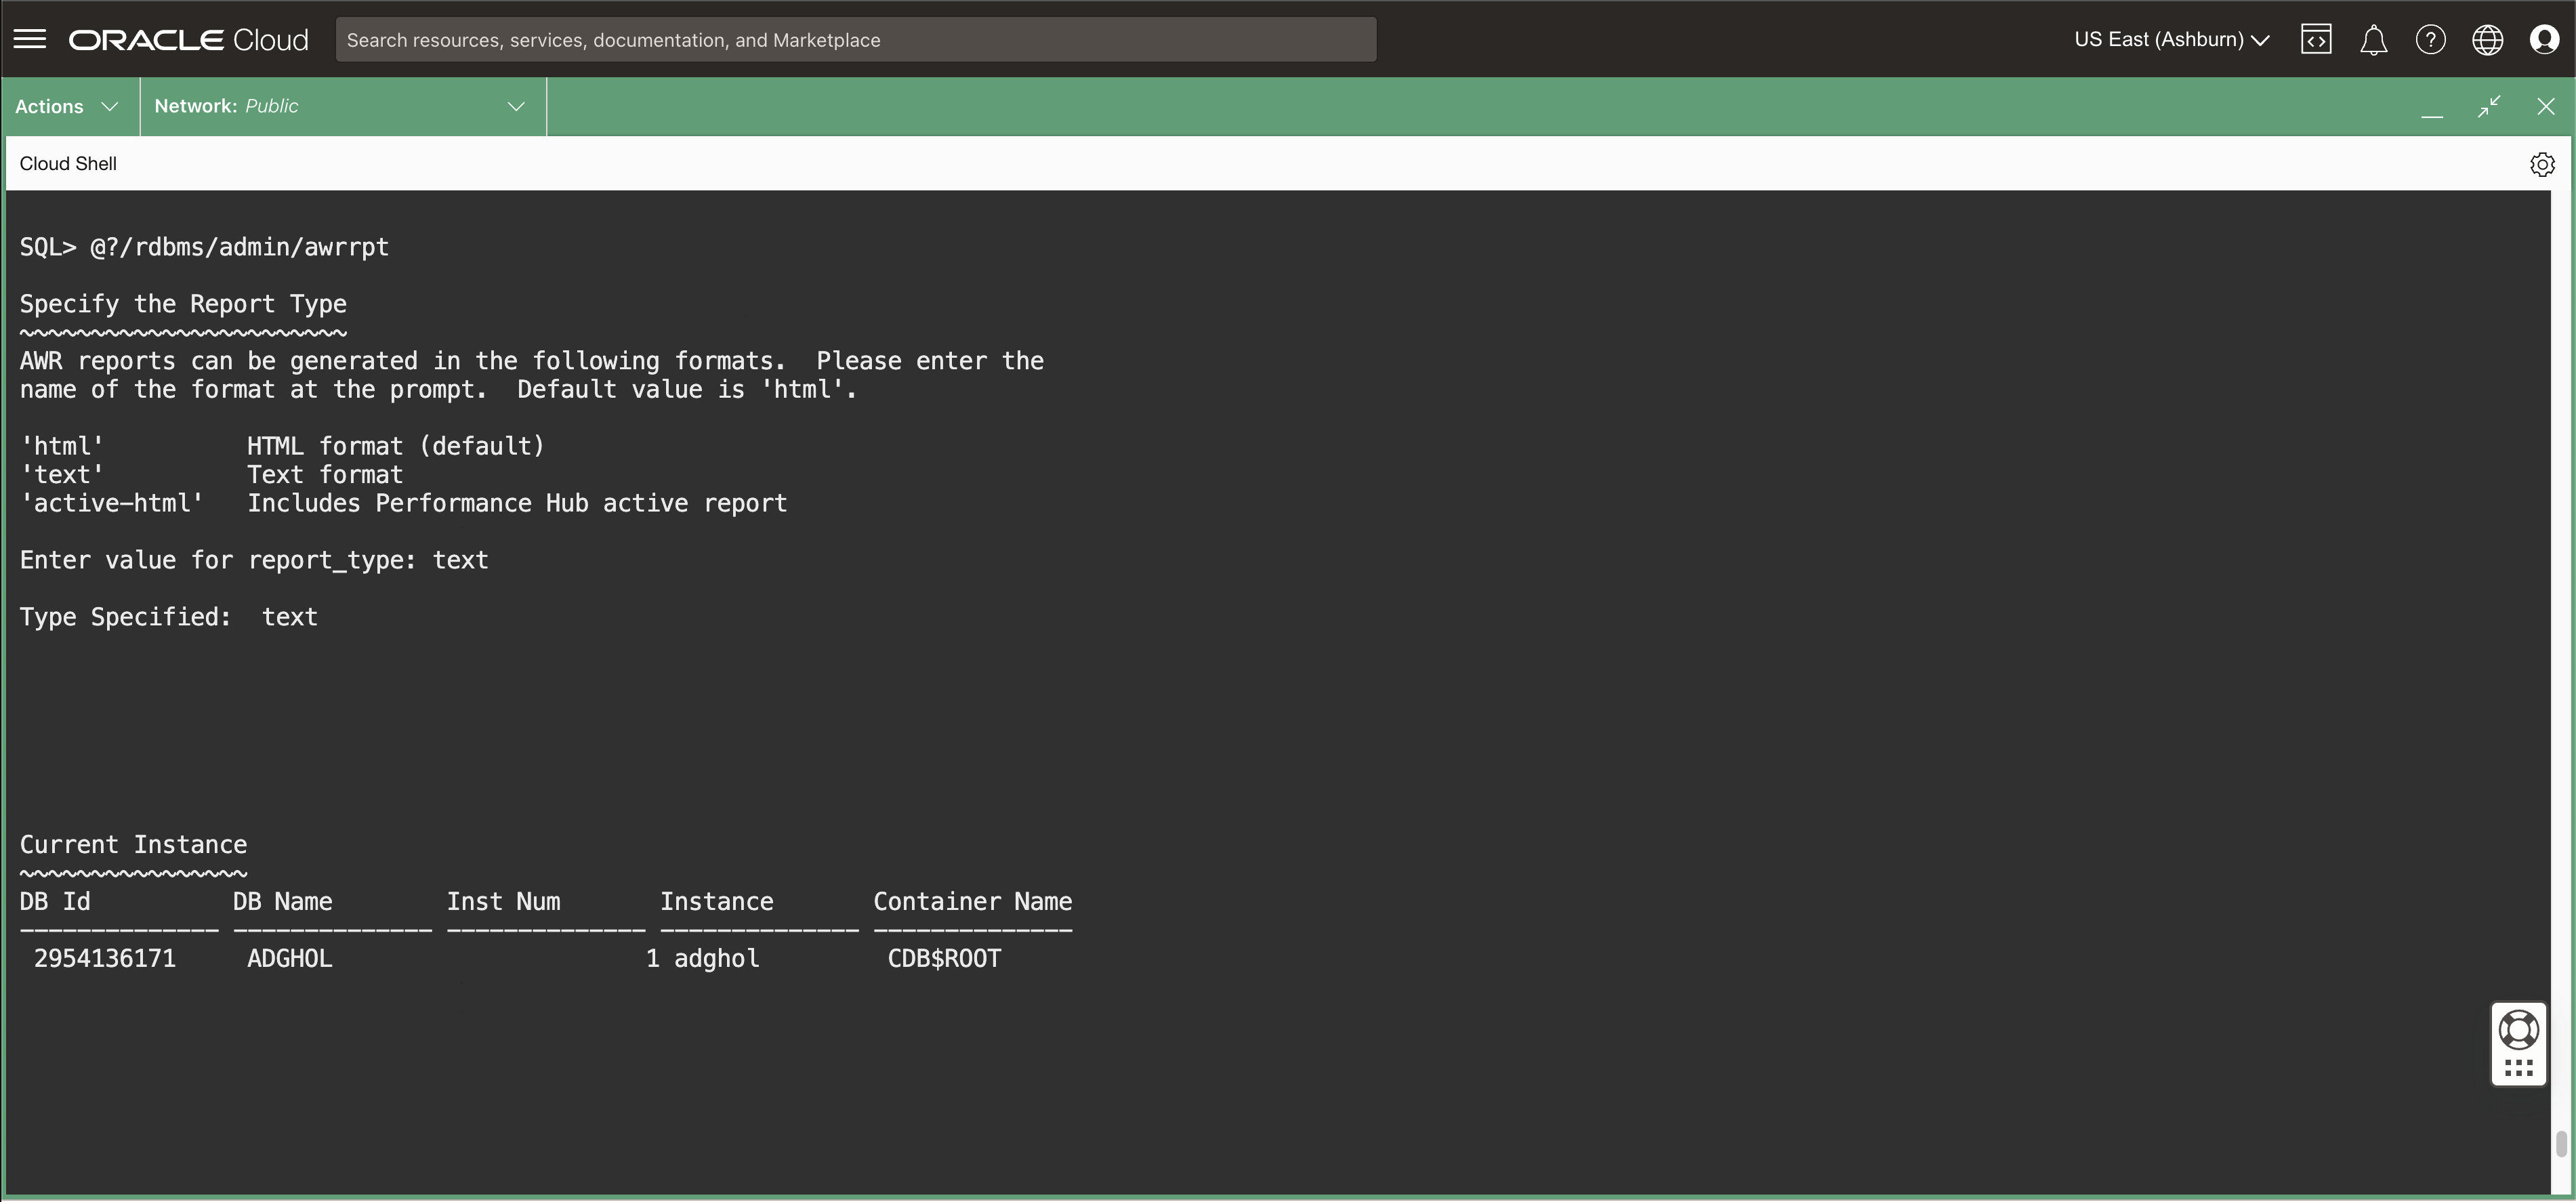 ORACLE Cloud
Search resources, services, documentation, and Marketplace
US East (Ashburn)
Actions
Network: Public
Cloud Shell
SQL> @?/rdbms/admin/awrrpt
Specify the Report Type
~~~~~~~~~~~~~~~~~~~~~~~
AWR reports can be generated in the following formats.  Please enter the
name of the format at the prompt.  Default value is 'html'.
'html'          HTML format (default)
'text'          Text format
'active-html'   Includes Performance Hub active report
Enter value for report_type: text
Type Specified:  text
Current Instance
~~~~~~~~~~~~~~~~
DB Id          DB Name        Inst Num       Instance       Container Name
-------------- -------------- -------------- -------------- --------------
 2954136171     ADGHOL                      1 adghol         CDB$ROOT